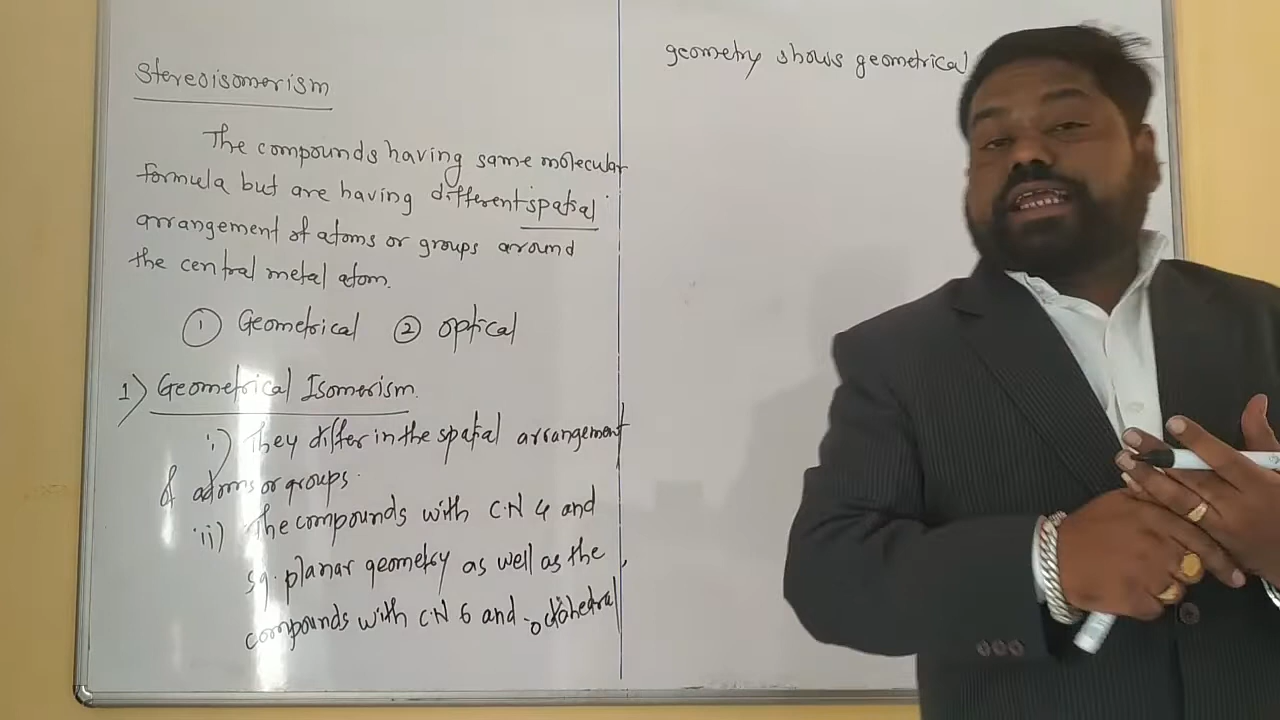 Stereoisomerism
The compounds having same molecular
formula but are having different spatial
arrangement of atoms or groups around
the central metal atom.
1 Geometrical 2 optical
1) Geometrical Isomerism.
i) They differ in the spatial arrangement
of atoms or groups.
ii) The compounds with C.N 4 and
sq. planar geometry as well as the
compounds with C.N 6 and octahedral
geometry shows geometrical